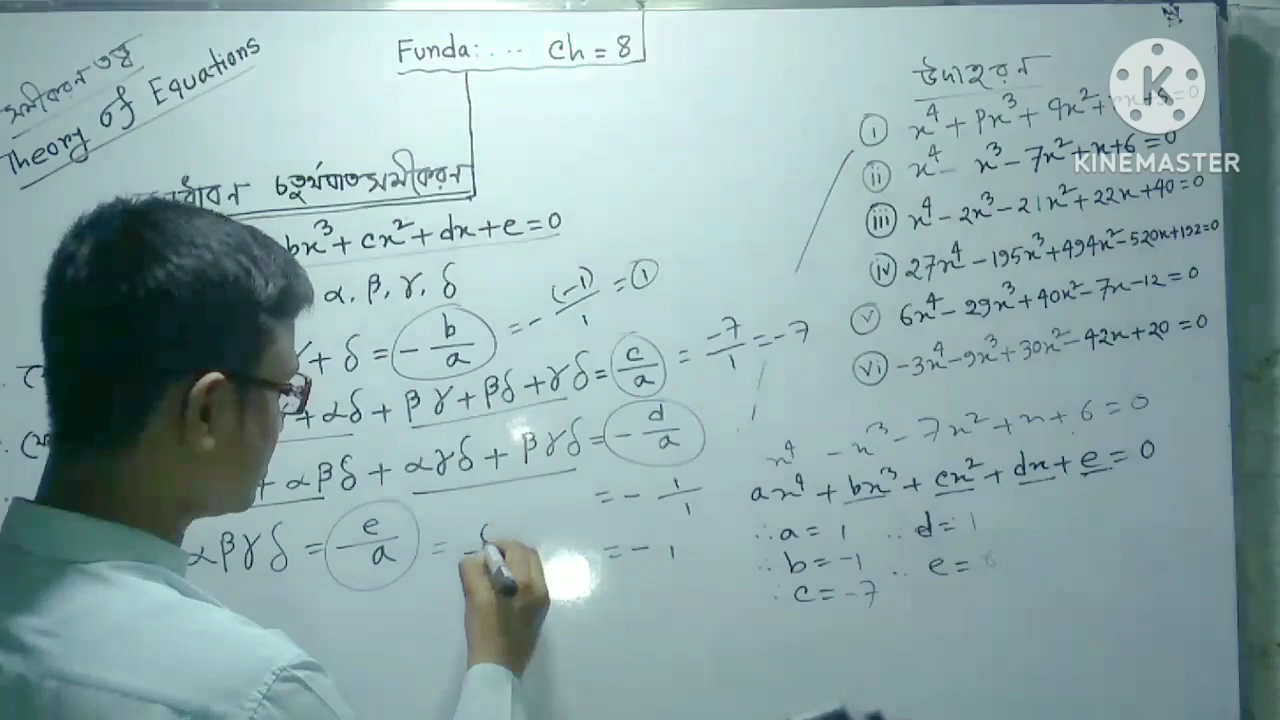 সমীকরণ তত্ত্ব
Theory of Equations
Funda: ... Ch = 8
চতুর্থঘাত সমীকরণ
bx³ + cx² + dx + e = 0
α, β, γ, δ
+ δ = - b/a = - (-1)/1 = 1
+ αδ + βγ + βδ + γδ = c/a = -7/1 = -7
+ αβδ + αγδ + βγδ = - d/a
= - 1/1
= - 1
αβγδ = e/a =
উদাহরন
(i) x⁴ + Px³ + qx² + = 0
(ii) x⁴ - x³ - 7x² + x + 6 = 0
(iii) x⁴ - 2x³ - 21x² + 22x + 40 = 0
(iv) 27x⁴ - 195x³ + 494x² - 520x + 192 = 0
(v) 6x⁴ - 29x³ + 40x² - 7x - 12 = 0
(vi) -3x⁴ - 9x³ + 30x² - 42x + 20 = 0
x⁴ - x³ - 7x² + x + 6 = 0
ax⁴ + bx³ + cx² + dx + e = 0
∴ a = 1 ∴ d = 1
∴ b = -1 ∴ e = 6
∴ c = -7
K
KINEMASTER